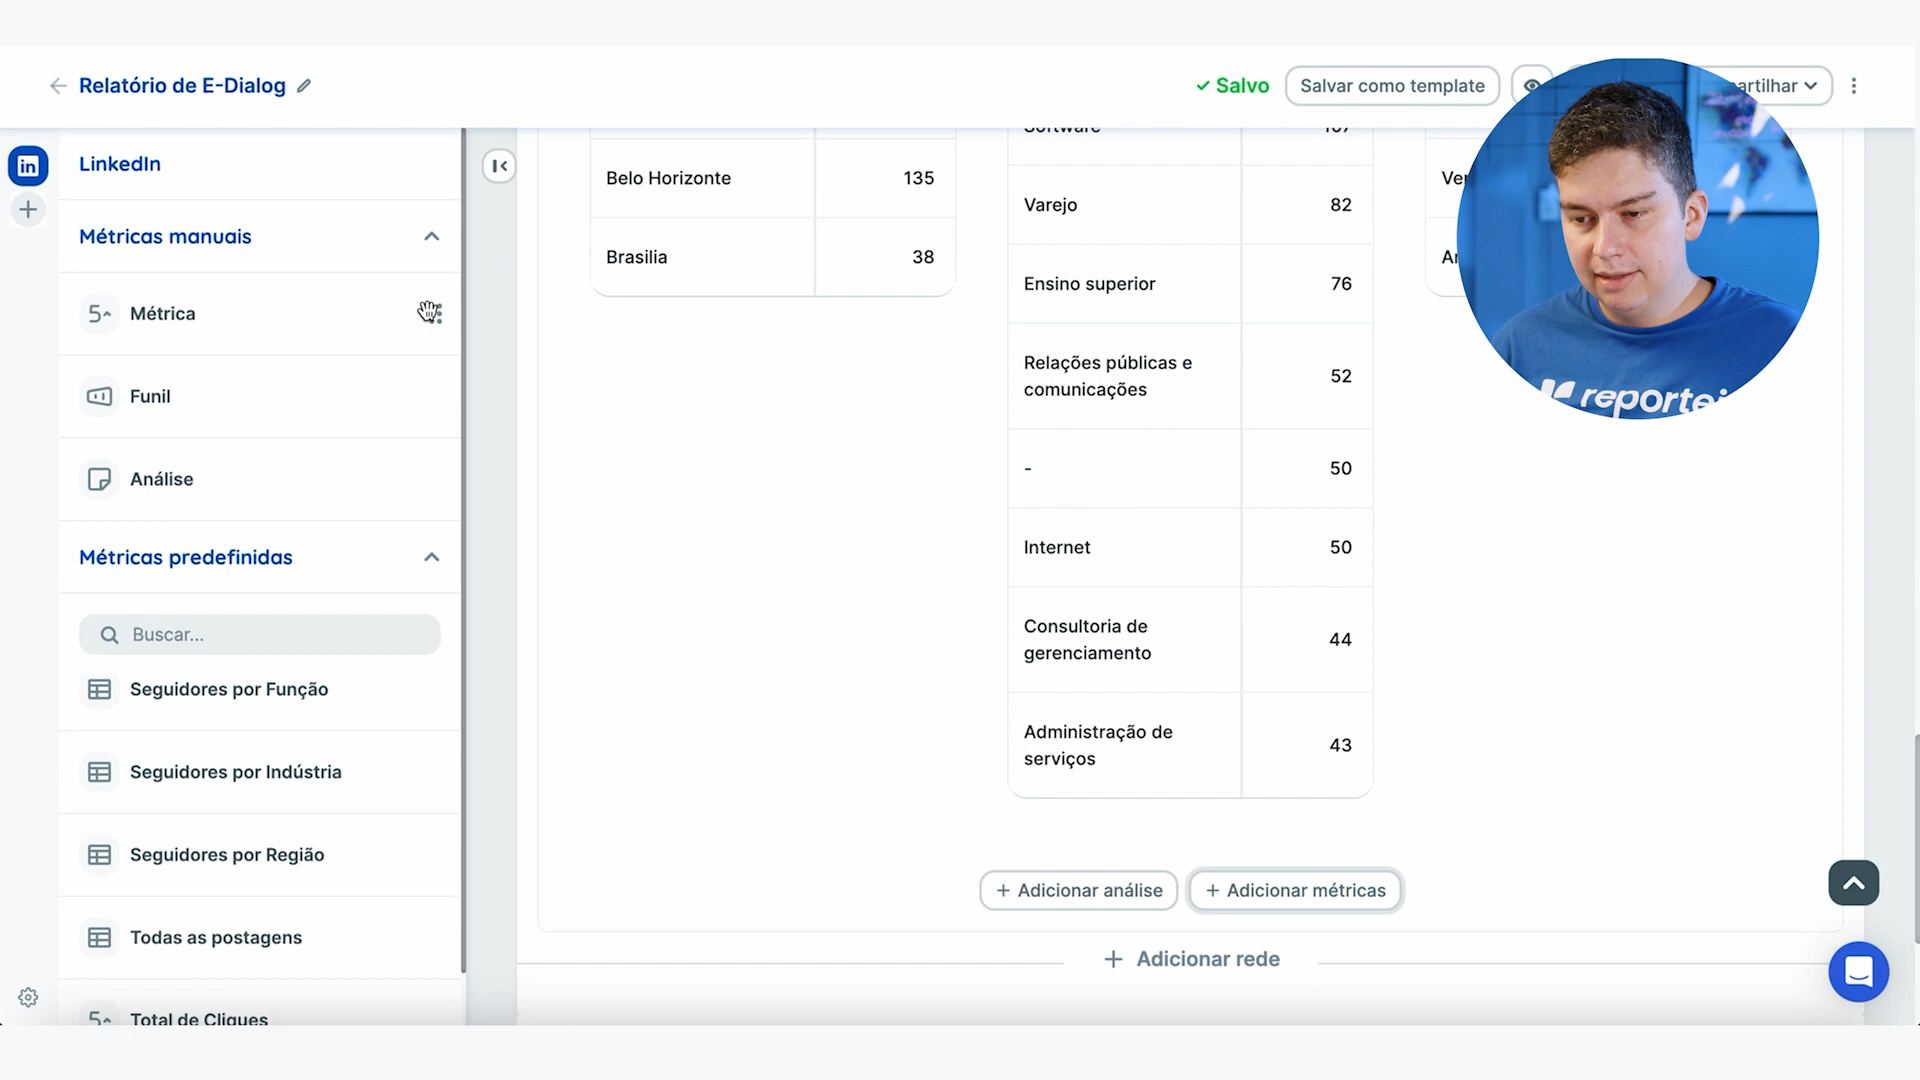 Relatório de E-Dialog
Salvo
Salvar como template
artilhar
LinkedIn
Métricas manuais
Métrica
Funil
Análise
Métricas predefinidas
Buscar...
Seguidores por Função
Seguidores por Indústria
Seguidores por Região
Todas as postagens
Total de Cliques
Belo Horizonte 135
Brasilia 38
Software 107
Varejo 82
Ensino superior 76
Relações públicas e
comunicações 52
- 50
Internet 50
Consultoria de
gerenciamento 44
Administração de
serviços 43
Ver
reportei
+ Adicionar análise
+ Adicionar métricas
+ Adicionar rede